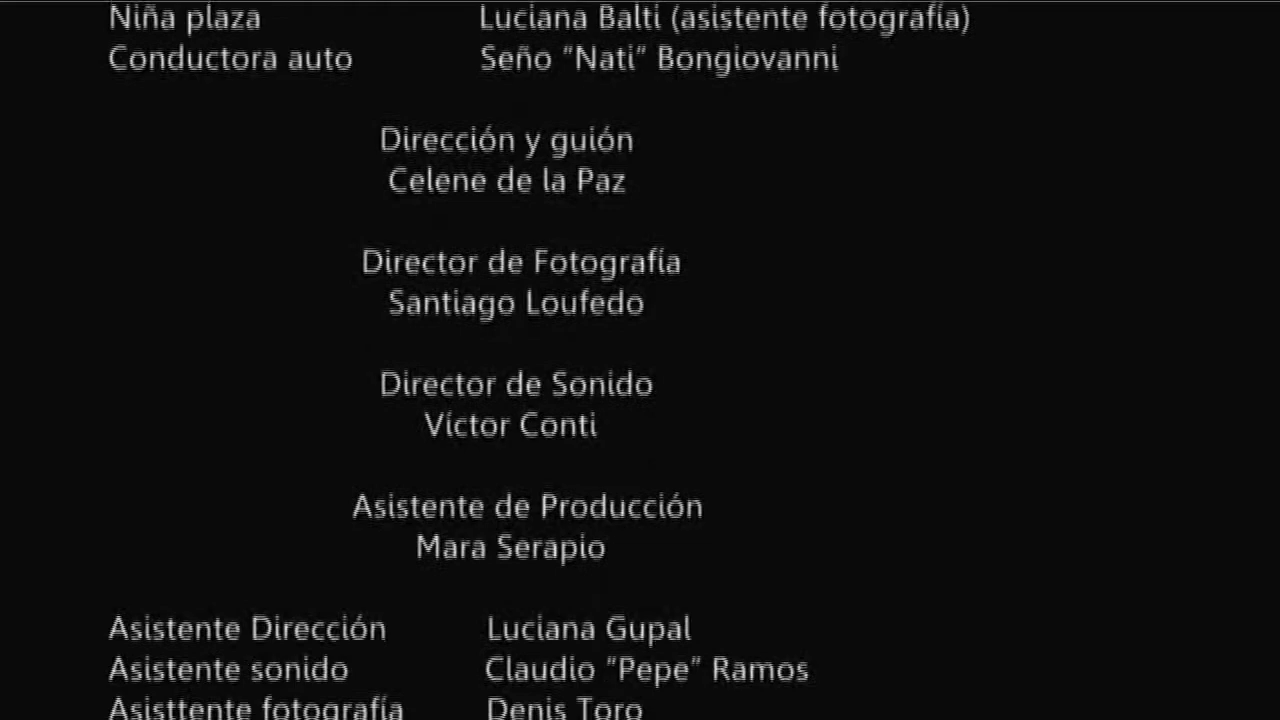 Niña plaza Luciana Balti (asistente fotografía)
Conductora auto Seño “Nati” Bongiovanni
Dirección y guión
Celene de la Paz
Director de Fotografía
Santiago Loufedo
Director de Sonido
Víctor Conti
Asistente de Producción
Mara Serapio
Asistente Dirección Luciana Gupal
Asistente sonido Claudio “Pepe” Ramos
Asisttente fotografía Denis Toro